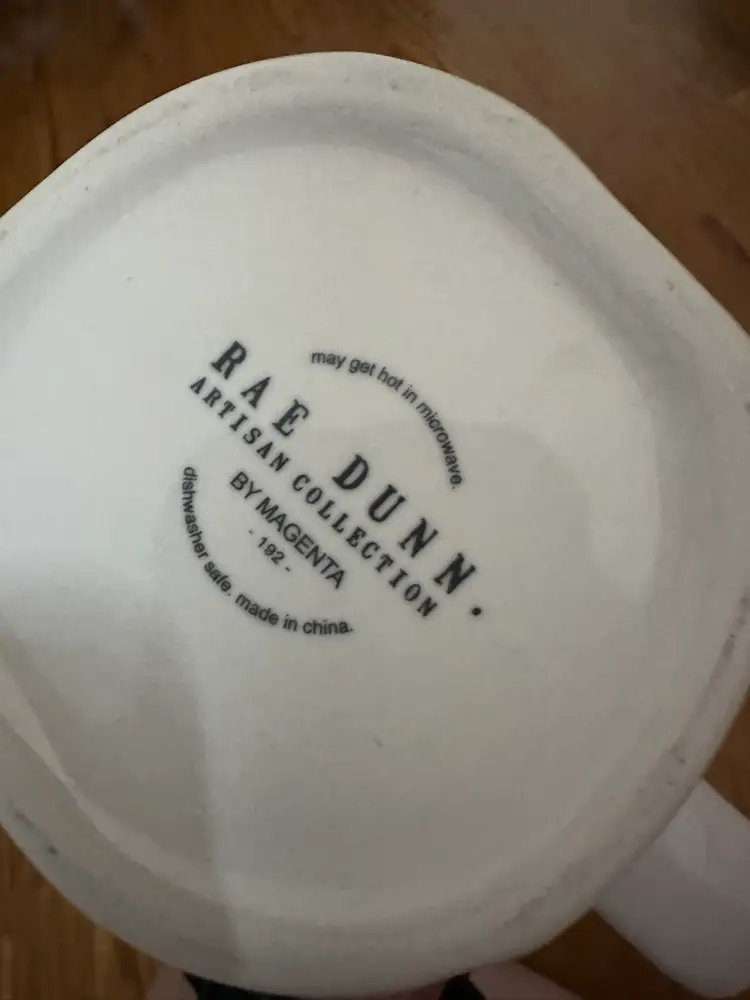 may get hot in microwave.
RAE DUNN.
ARTISAN COLLECTION
BY MAGENTA
- 192 -
dishwasher safe. made in china.